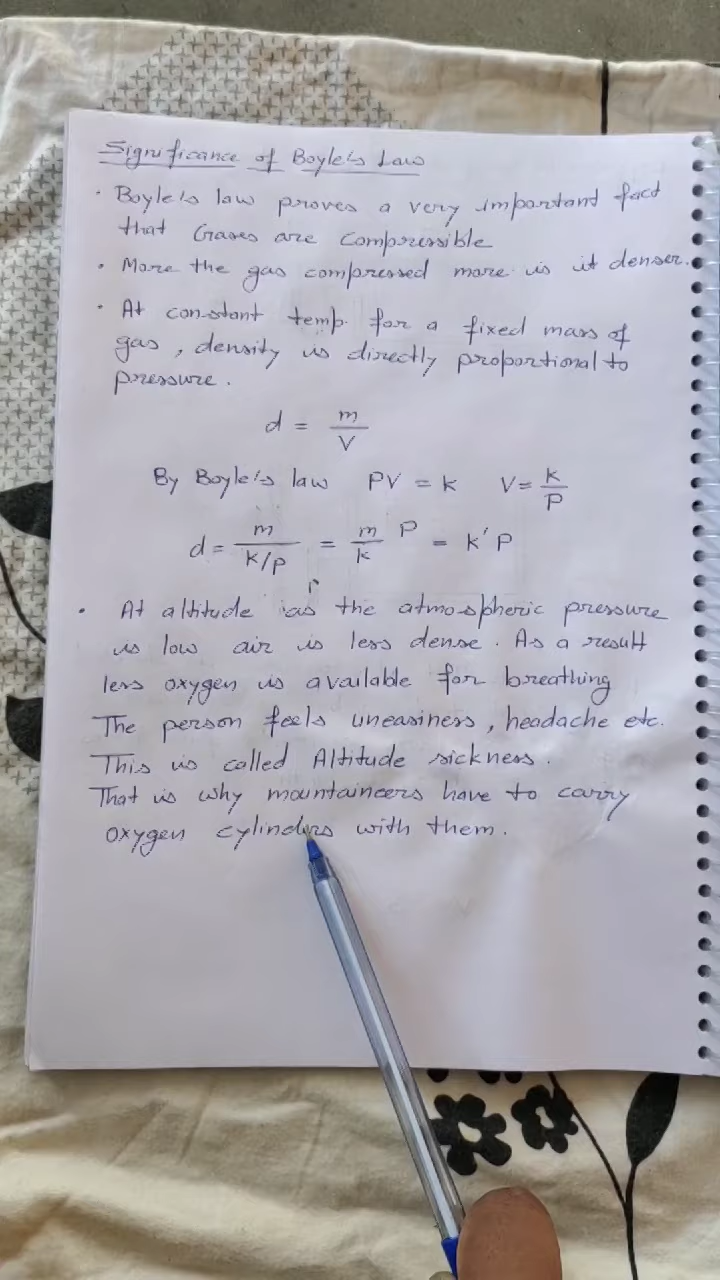 Significance of Boyle's Law
· Boyle's law proves a very important fact
that Gases are compressible
· More the gas compressed more is it denser.
· At constant temp. for a fixed mass of
gas, density is directly proportional to
pressure.
d = m/V
By Boyle's law PV = k V = k/P
d = m/(k/P) = m/k P = k'P
· At altitude as the atmospheric pressure
is low air is less dense. As a result
less oxygen is available for breathing
The person feels uneasiness, headache etc.
This is called Altitude sickness.
That is why mountaineers have to carry
oxygen cylinders with them.